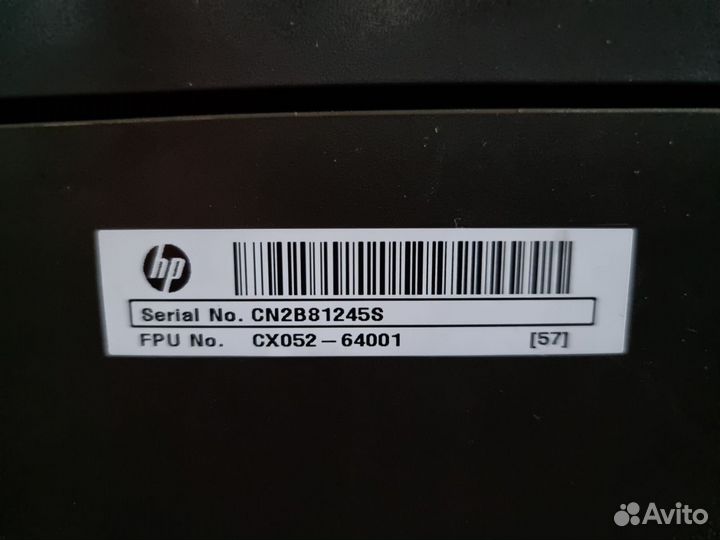 hp
Serial No. CN2B81245S
FPU No. CX052-64001 [57]
Avito